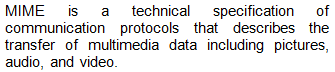 MIME is a technical specification of
communication protocols that describes the
transfer of multimedia data including pictures,
audio, and video.